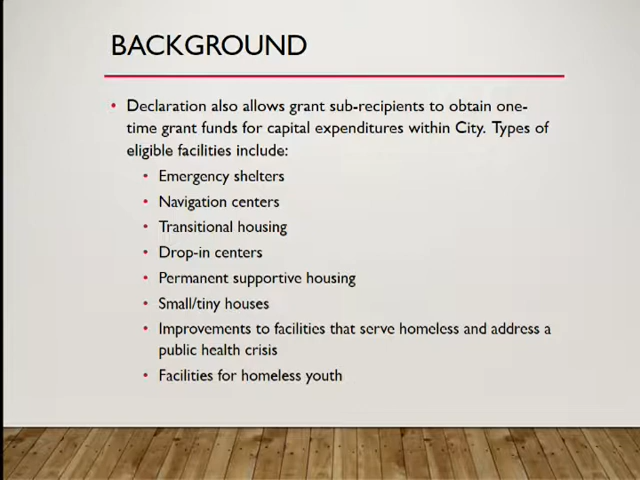 BACKGROUND
• Declaration also allows grant sub-recipients to obtain one-
time grant funds for capital expenditures within City. Types of
eligible facilities include:
• Emergency shelters
• Navigation centers
• Transitional housing
• Drop-in centers
• Permanent supportive housing
• Small/tiny houses
• Improvements to facilities that serve homeless and address a
public health crisis
• Facilities for homeless youth